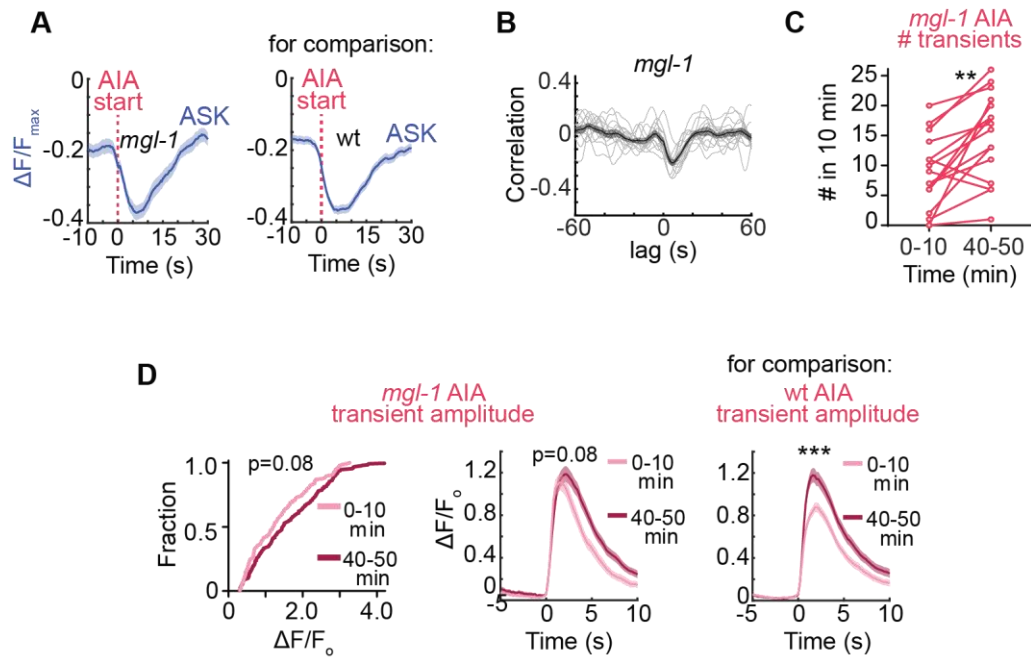 A
for comparison:
0
AIA
start
mgl-1
ASK
ΔF/Fmax
-0.2
-0.4
-10 0 15 30
Time (s)
0
AIA
start
wt
ASK
-0.2
-0.4
-10 0 15 30
Time (s)
B
mgl-1
0.4
0
-0.4
Correlation
-60 0 60
lag (s)
C
mgl-1 AIA
# transients
**
25
20
15
10
5
0
# in 10 min
0-10 40-50
Time (min)
D
mgl-1 AIA
transient amplitude
for comparison:
wt AIA
transient amplitude
1.0
0.5
0
Fraction
p=0.08
0-10
min
40-50
min
0 2.0 4.0
ΔF/Fo
1.2
0.8
0.4
0
ΔF/Fo
p=0.08
0-10
min
40-50
min
-5 0 5 10
Time (s)
1.2
0.8
0.4
0
***
0-10
min
40-50
min
-5 0 5 10
Time (s)